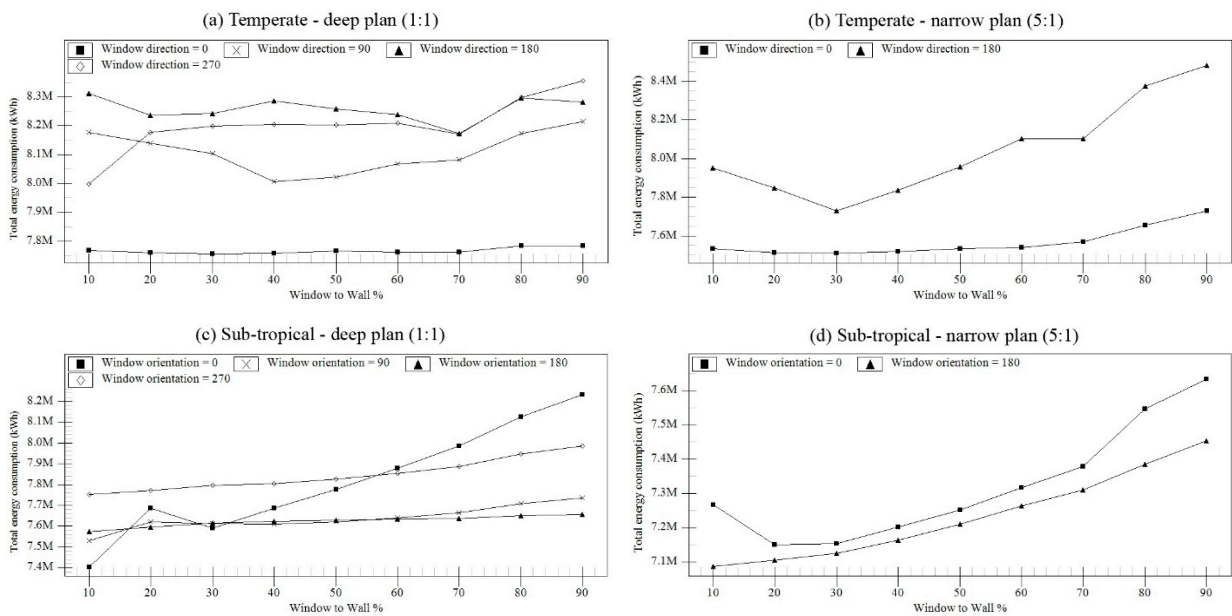 (a) Temperate - deep plan (1:1)
Window direction = 0
Window direction = 90
Window direction = 180
Window direction = 270
Total energy consumption (kWh)
8.3M
8.2M
8.1M
8.0M
7.9M
7.8M
10 20 30 40 50 60 70 80 90
Window to Wall %
(b) Temperate - narrow plan (5:1)
Window direction = 0
Window direction = 180
Total energy consumption (kWh)
8.4M
8.2M
8.0M
7.8M
7.6M
10 20 30 40 50 60 70 80 90
Window to Wall %
(c) Sub-tropical - deep plan (1:1)
Window orientation = 0
Window orientation = 90
Window orientation = 180
Window orientation = 270
Total energy consumption (kWh)
8.2M
8.1M
8.0M
7.9M
7.8M
7.7M
7.6M
7.5M
7.4M
10 20 30 40 50 60 70 80 90
Window to Wall %
(d) Sub-tropical - narrow plan (5:1)
Window orientation = 0
Window orientation = 180
Total energy consumption (kWh)
7.6M
7.5M
7.4M
7.3M
7.2M
7.1M
10 20 30 40 50 60 70 80 90
Window to Wall %